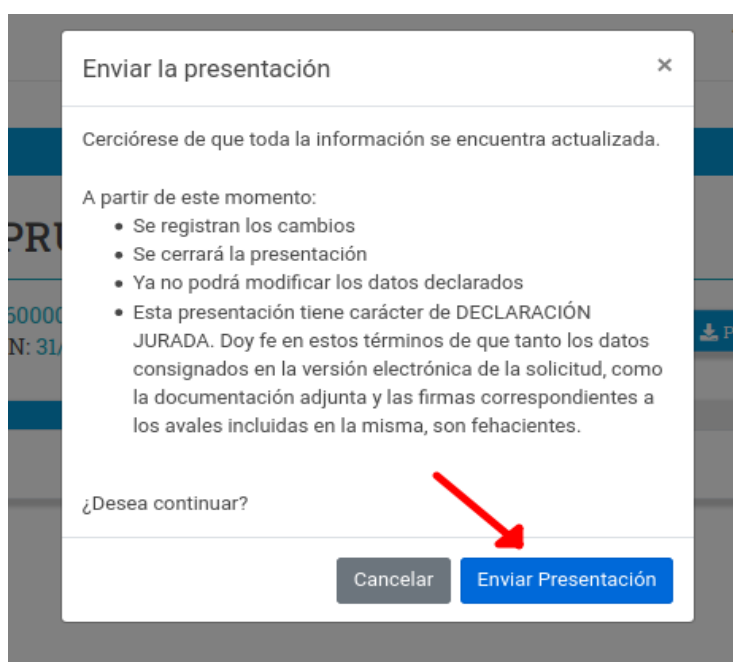 Enviar la presentación ×
Cerciórese de que toda la información se encuentra actualizada.
A partir de este momento:
• Se registran los cambios
• Se cerrará la presentación
• Ya no podrá modificar los datos declarados
• Esta presentación tiene carácter de DECLARACIÓN
JURADA. Doy fe en estos términos de que tanto los datos
consignados en la versión electrónica de la solicitud, como
la documentación adjunta y las firmas correspondientes a
los avales incluidas en la misma, son fehacientes.
PRU
60000
N: 31/
P
¿Desea continuar?
Cancelar Enviar Presentación